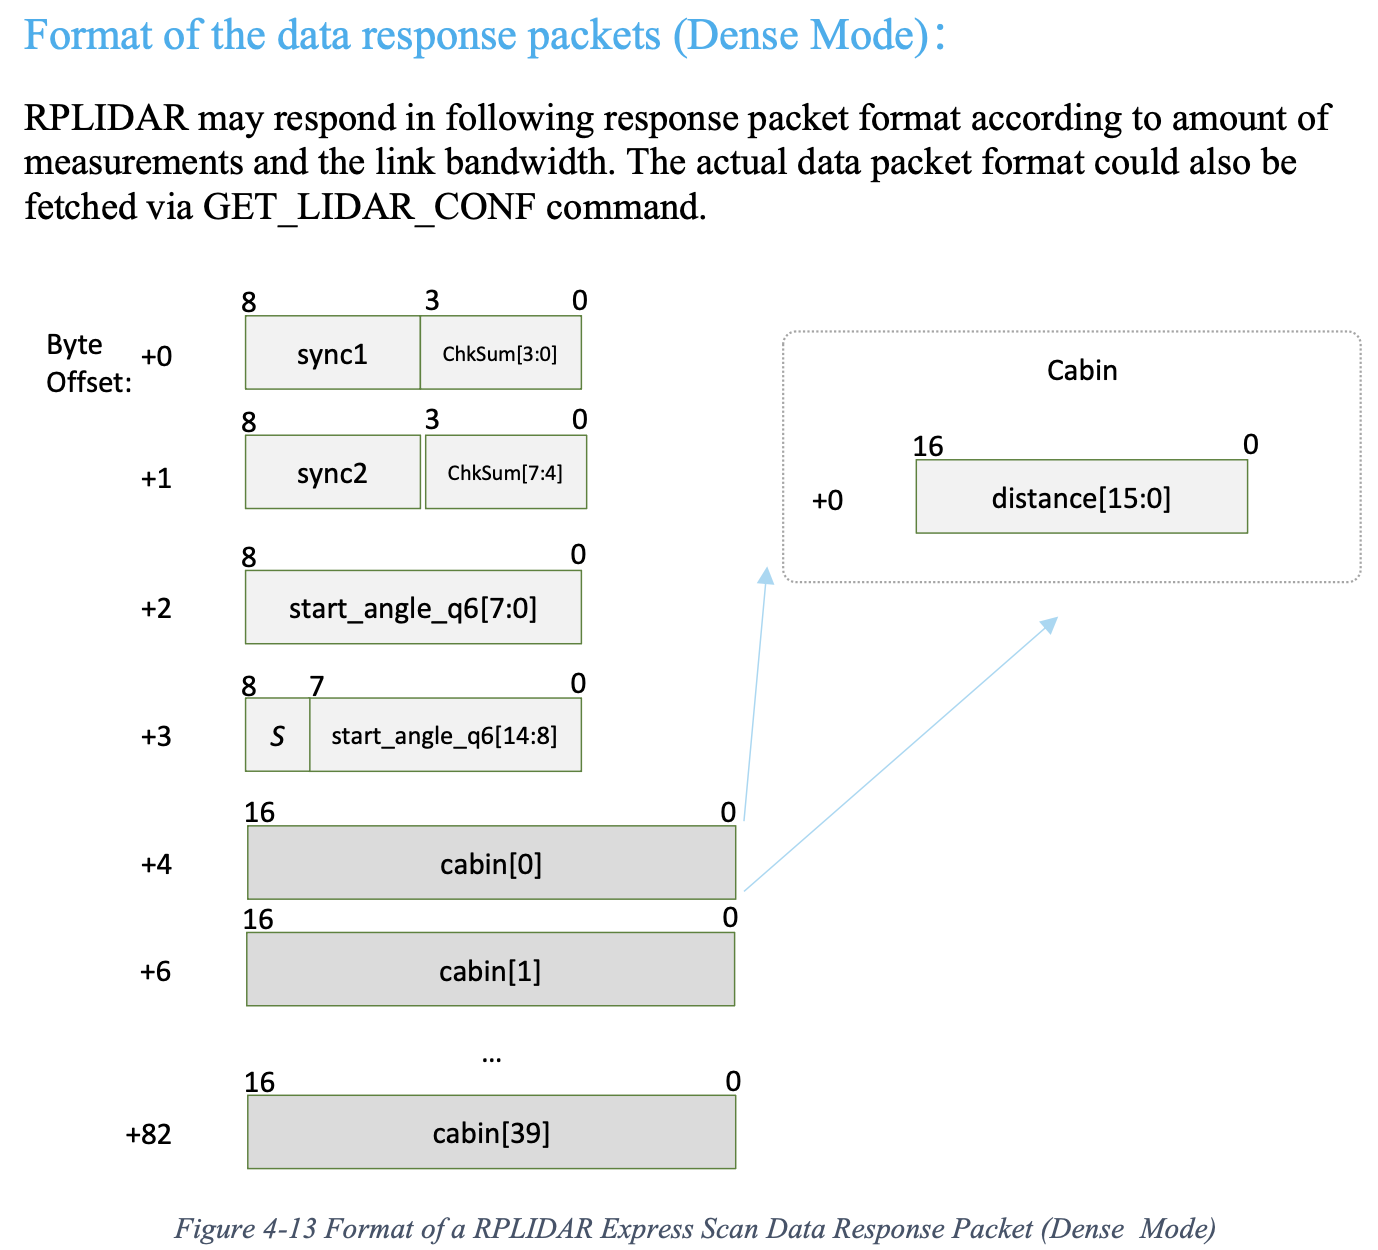 Format of the data response packets (Dense Mode):
RPLIDAR may respond in following response packet format according to amount of
measurements and the link bandwidth. The actual data packet format could also be
fetched via GET_LIDAR_CONF command.
8 3 0
Byte
Offset:
+0
sync1
ChkSum[3:0]
8 3 0
+1
sync2
ChkSum[7:4]
8 0
+2
start_angle_q6[7:0]
8 7 0
+3
S
start_angle_q6[14:8]
16 0
+4
cabin[0]
16 0
+6
cabin[1]
...
16 0
+82
cabin[39]
Cabin
16 0
+0
distance[15:0]
Figure 4-13 Format of a RPLIDAR Express Scan Data Response Packet (Dense Mode)